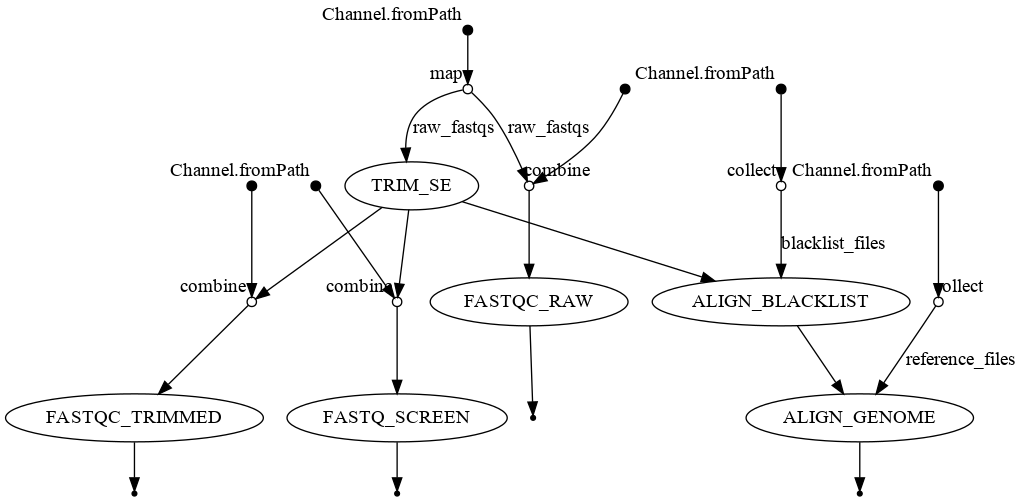 Channel.fromPath
map
Channel.fromPath
raw_fastqs
raw_fastqs
Channel.fromPath
TRIM_SE
combine
collect
Channel.fromPath
blacklist_files
combine
combine
FASTQC_RAW
ALIGN_BLACKLIST
collect
reference_files
FASTQC_TRIMMED
FASTQ_SCREEN
ALIGN_GENOME